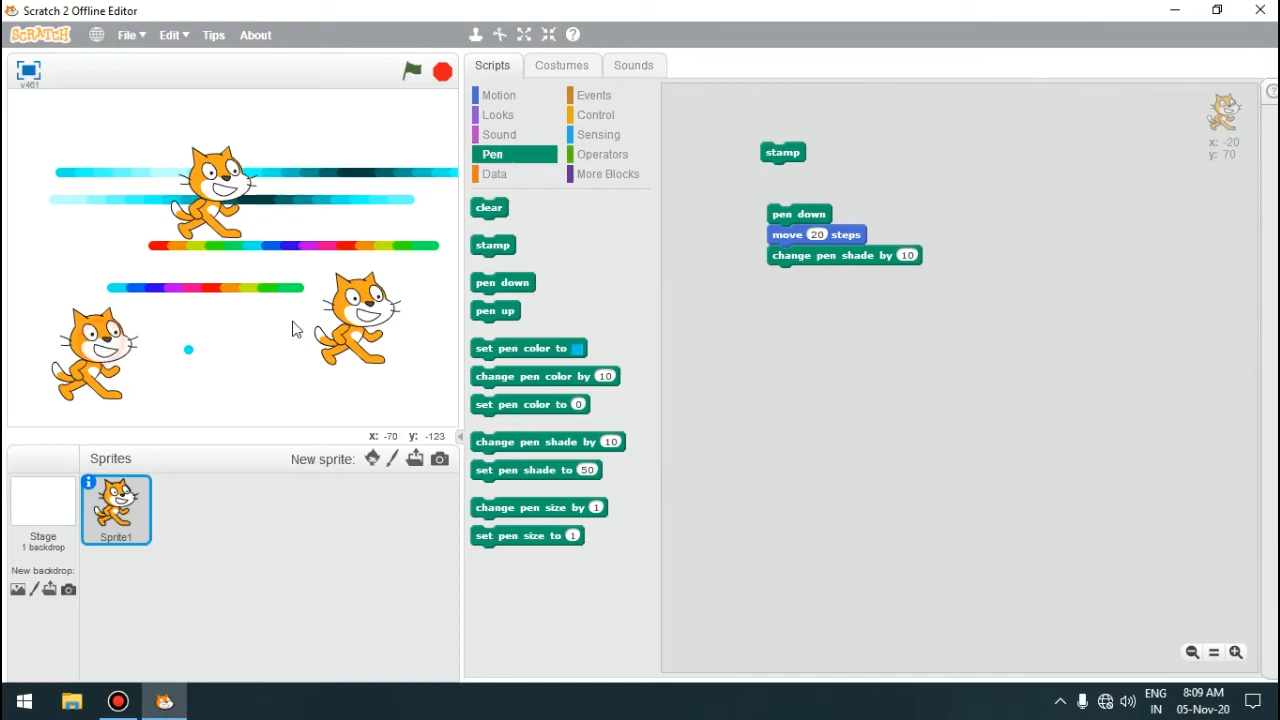 Scratch 2 Offline Editor
SCRATCH File Edit Tips About
v461
Scripts Costumes Sounds
Motion Events
Looks Control
Sound Sensing
Pen Operators
Data More Blocks
clear
stamp
pen down
pen up
set pen color to
change pen color by 10
set pen color to 0
change pen shade by 10
set pen shade to 50
change pen size by 1
set pen size to 1
stamp
pen down
move 20 steps
change pen shade by 10
x: -20
y: 70
x: -70 y: -123
Sprites New sprite:
Stage
1 backdrop
New backdrop:
i
Sprite1
ENG
IN
8:09 AM
05-Nov-20